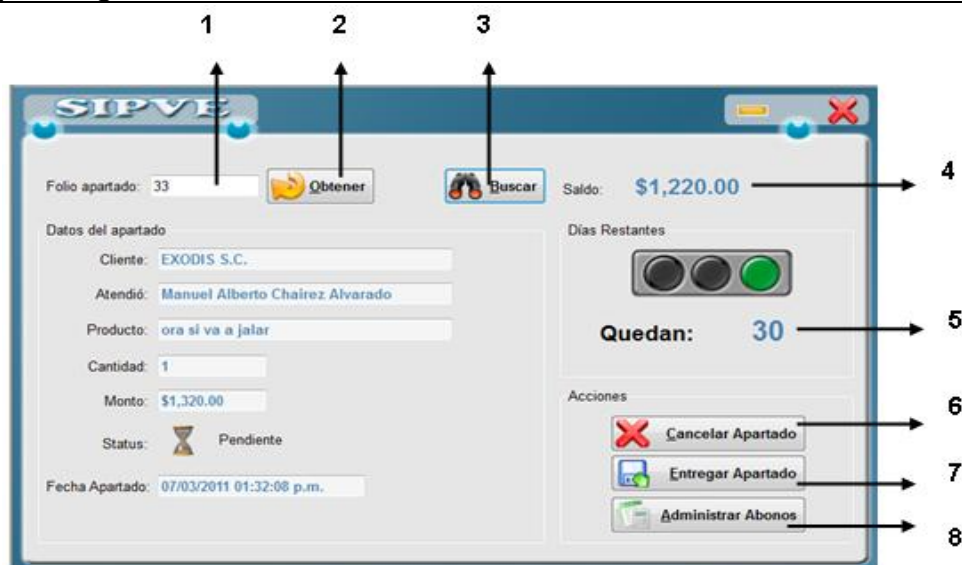 1 2 3
SIPVE
Folio apartado: 33 Obtener Buscar Saldo: $1,220.00 4
Datos del apartado Días Restantes
Cliente: EXODIS S.C.
Atendió: Manuel Alberto Chairez Alvarado
Producto: ora si va a jalar Quedan: 30 5
Cantidad: 1
Monto: $1,320.00 Acciones 6
Status: Pendiente Cancelar Apartado
Fecha Apartado: 07/03/2011 01:32:08 p.m. Entregar Apartado 7
Administrar Abonos 8